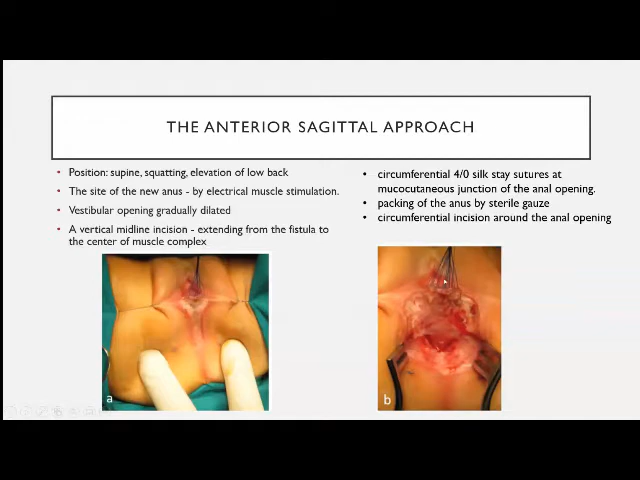 THE ANTERIOR SAGITTAL APPROACH
• Position: supine, squatting, elevation of low back
• The site of the new anus - by electrical muscle stimulation.
• Vestibular opening gradually dilated
• A vertical midline incision - extending from the fistula to
the center of muscle complex
• circumferential 4/0 silk stay sutures at
mucocutaneous junction of the anal opening.
• packing of the anus by sterile gauze
• circumferential incision around the anal opening
a
b